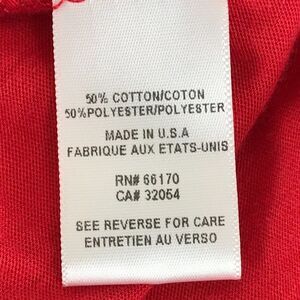 50% COTTON/COTON
50%POLYESTER/POLYESTER
MADE IN U.S.A
FABRIQUE AUX ETATS-UNIS
RN# 66170
CA# 32054
SEE REVERSE FOR CARE
ENTRETIEN AU VERSO